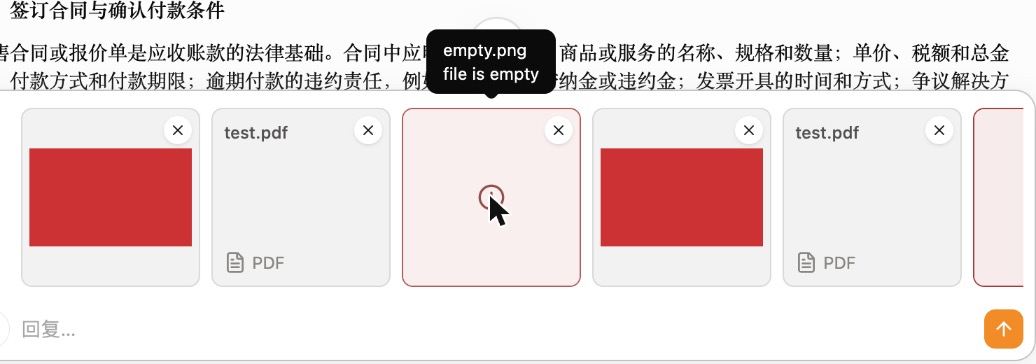 签订合同与确认付款条件
售合同或报价单是应收账款的法律基础。合同中应
商品或服务的名称、规格和数量；单价、税额和总金
付款方式和付款期限；逾期付款的违约责任，例
纳金或违约金；发票开具的时间和方式；争议解决方
empty.png
file is empty
test.pdf
test.pdf
PDF
PDF
回复...